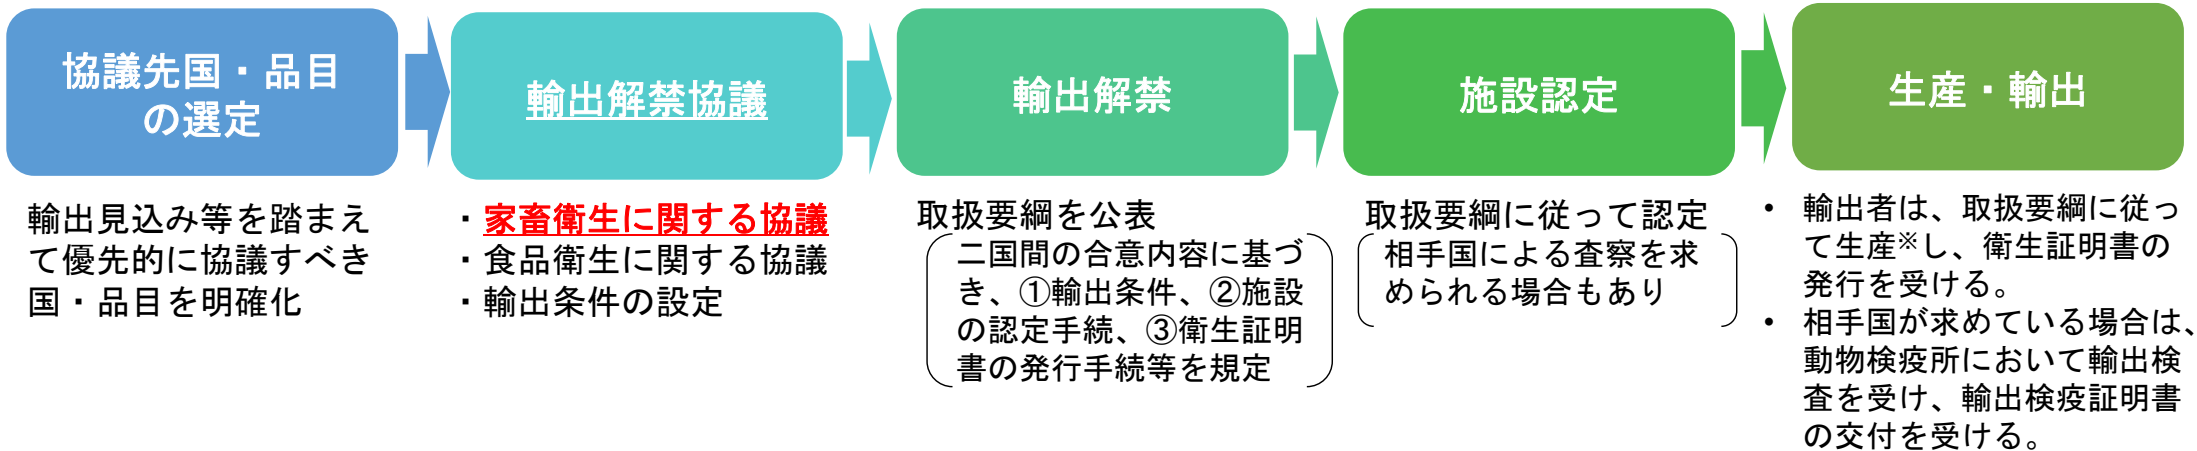 協議先国・品目
の選定
輸出解禁協議
輸出解禁
施設認定
生産・輸出
輸出見込み等を踏まえ
て優先的に協議すべき
国・品目を明確化
・家畜衛生に関する協議
・食品衛生に関する協議
・輸出条件の設定
取扱要綱を公表
二国間の合意内容に基づ
き、①輸出条件、②施設
の認定手続、③衛生証明
書の発行手続等を規定
取扱要綱に従って認定
相手国による査察を求
められる場合もあり
• 輸出者は、取扱要綱に従っ
て生産※し、衛生証明書の
発行を受ける。
• 相手国が求めている場合は、
動物検疫所において輸出検
査を受け、輸出検疫証明書
の交付を受ける。